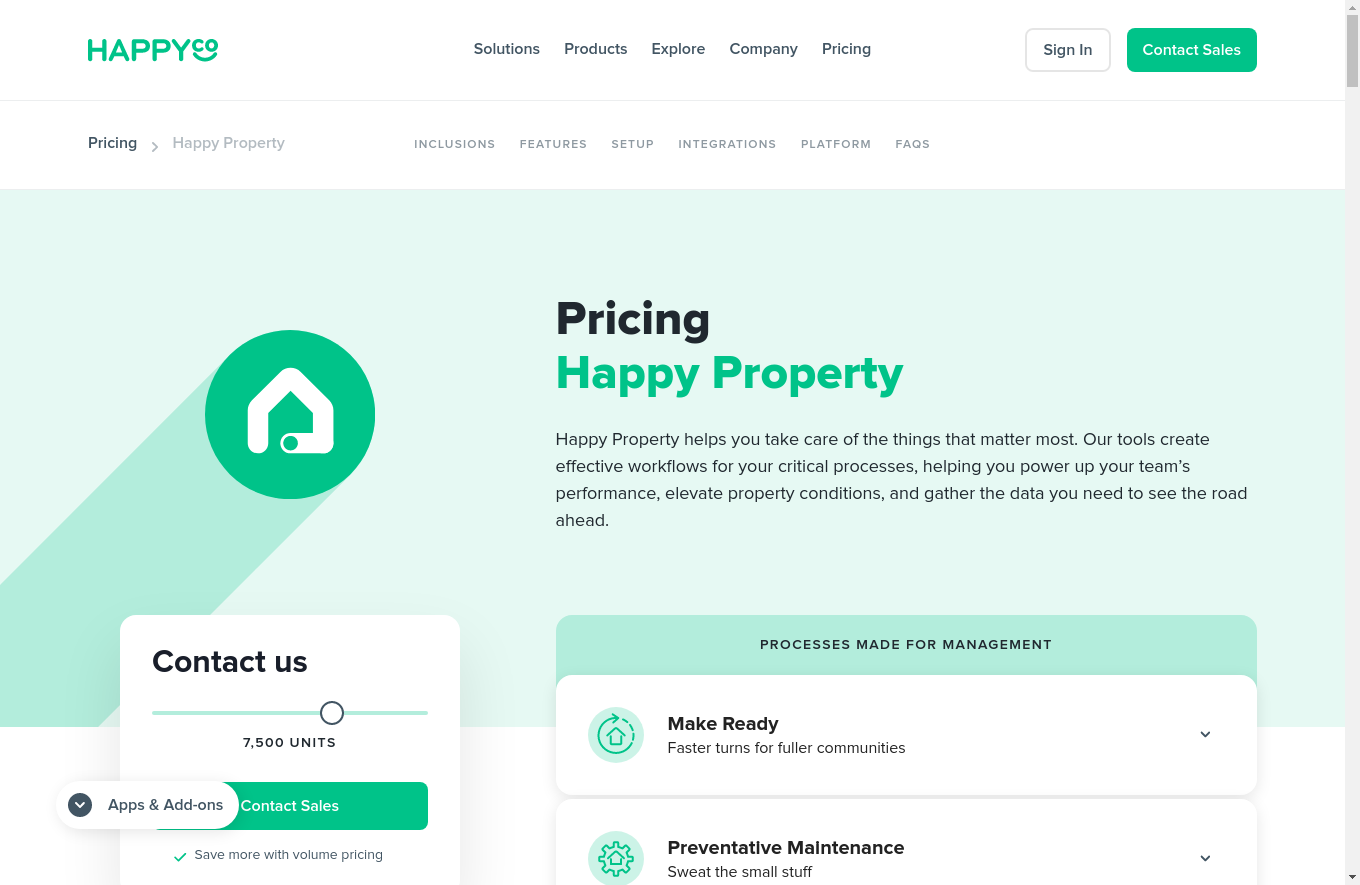 HAPPYCO
Solutions Products Explore Company Pricing
Sign In
Contact Sales
Pricing
Happy Property
INCLUSIONS FEATURES SETUP INTEGRATIONS PLATFORM FAQS
Pricing
Happy Property
Happy Property helps you take care of the things that matter most. Our tools create
effective workflows for your critical processes, helping you power up your team’s
performance, elevate property conditions, and gather the data you need to see the road
ahead.
Contact us
7,500 UNITS
Apps & Add-ons
Contact Sales
Save more with volume pricing
PROCESSES MADE FOR MANAGEMENT
Make Ready
Faster turns for fuller communities
Preventative Maintenance
Sweat the small stuff